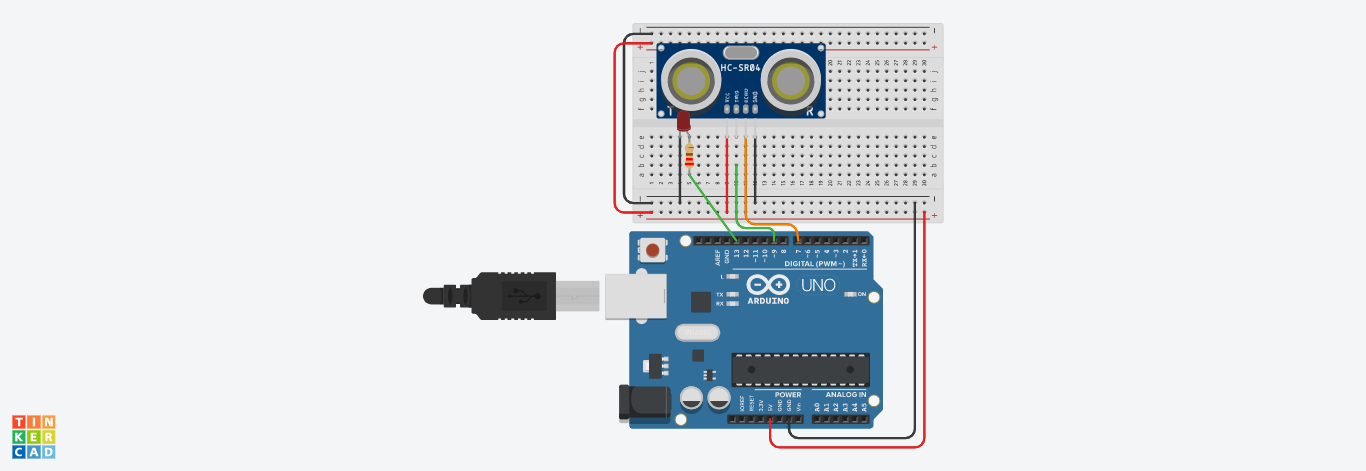 HC-SR04
VCC
TRIG
ECHO
GND
T
R
AREF
GND
13
12
~11
~10
~9
8
7
~6
~5
4
~3
2
TX→1
RX←0
DIGITAL (PWM~)
L
TX
RX
ARDUINO
UNO
ON
POWER
ANALOG IN
IOREF
RESET
3.3V
5V
GND
GND
Vin
A0
A1
A2
A3
A4
A5
TIN
KER
CAD